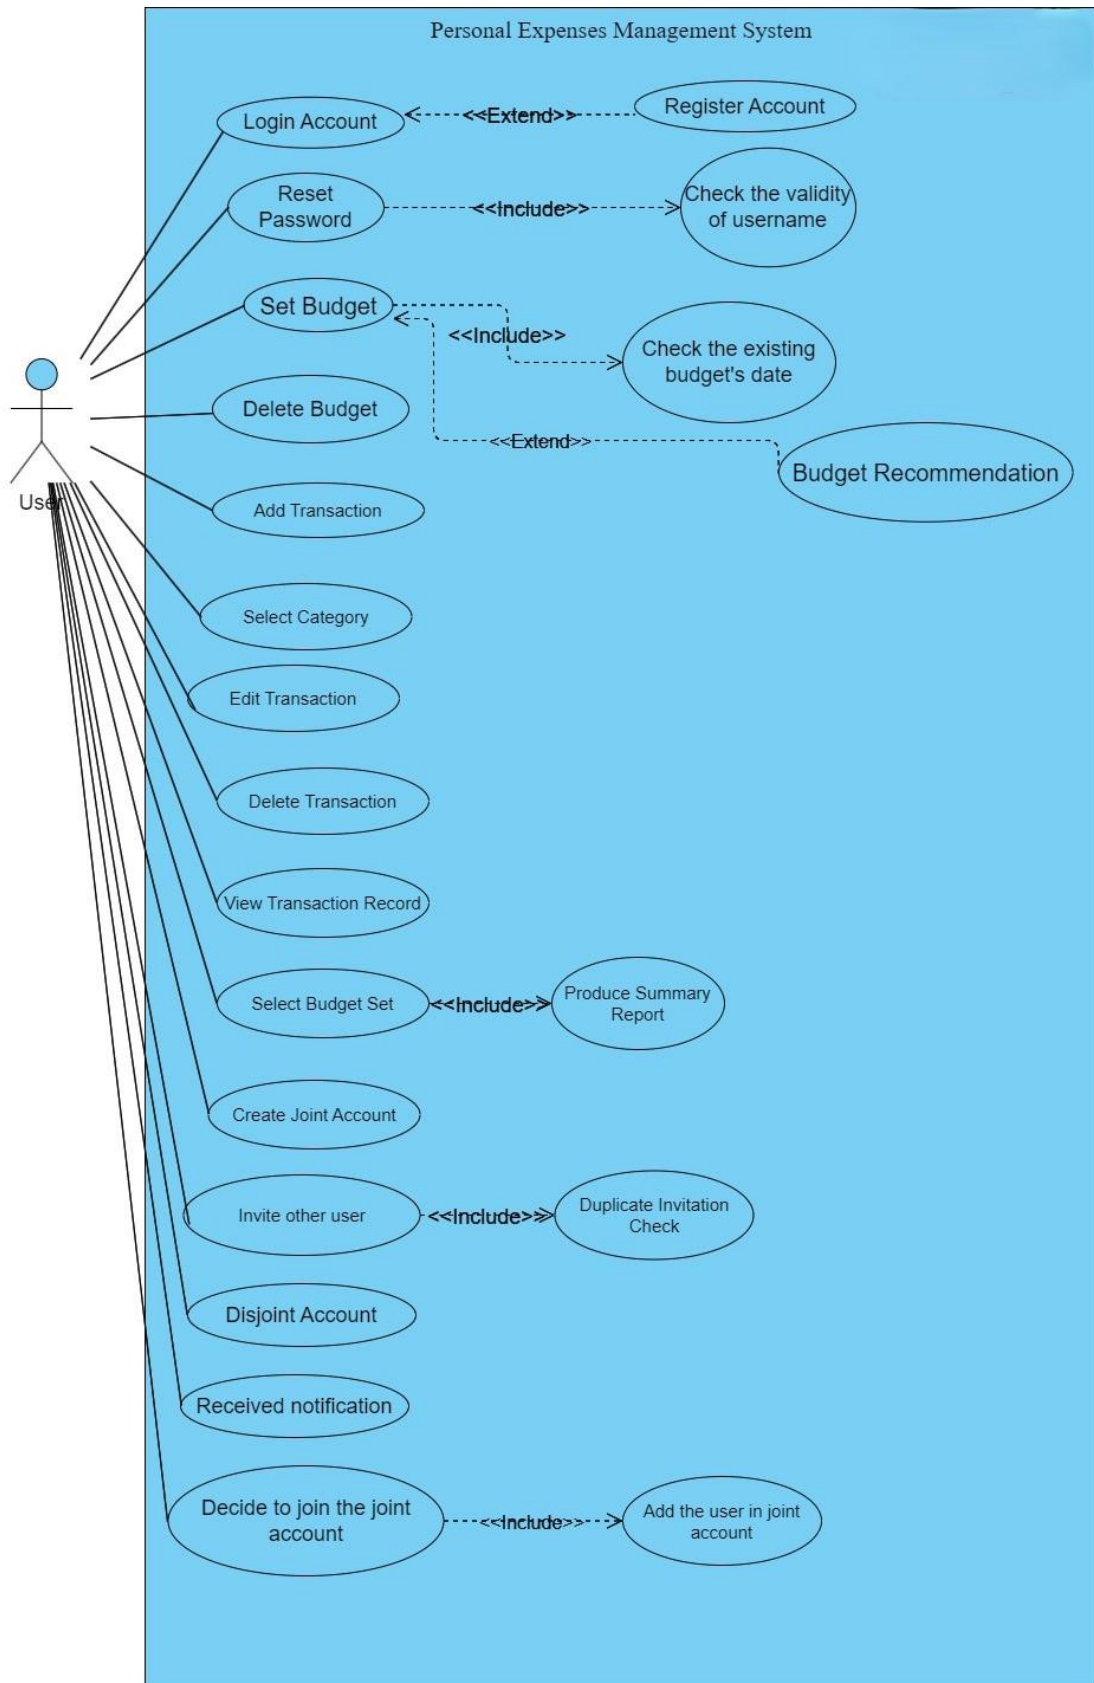 Personal Expenses Management System
Login Account
<<Extend>>
Register Account
Reset
Password
<<Include>>
Check the validity
of username
Set Budget
<<Include>>
Check the existing
budget's date
Delete Budget
<<Extend>>
Budget Recommendation
User
Add Transaction
Select Category
Edit Transaction
Delete Transaction
View Transaction Record
Select Budget Set
<<Include>>
Produce Summary
Report
Create Joint Account
Invite other user
<<Include>>
Duplicate Invitation
Check
Disjoint Account
Received notification
Decide to join the joint
account
<<Include>>
Add the user in joint
account